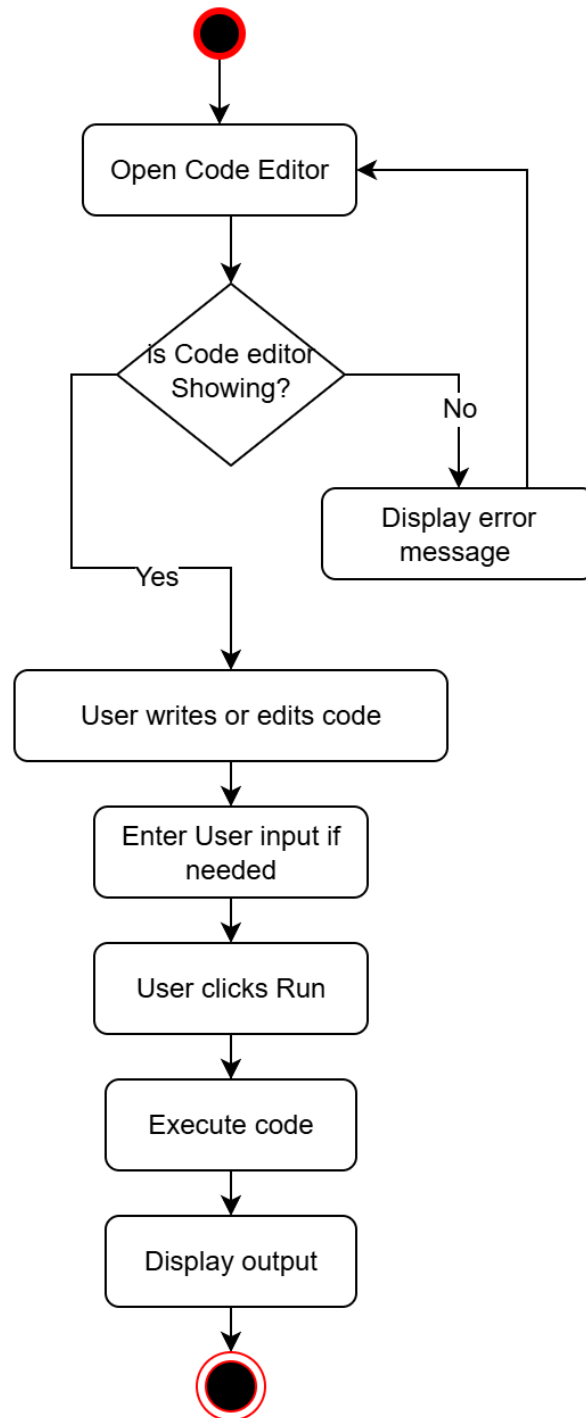 Open Code Editor
is Code editor
Showing?
No
Display error
message
Yes
User writes or edits code
Enter User input if
needed
User clicks Run
Execute code
Display output